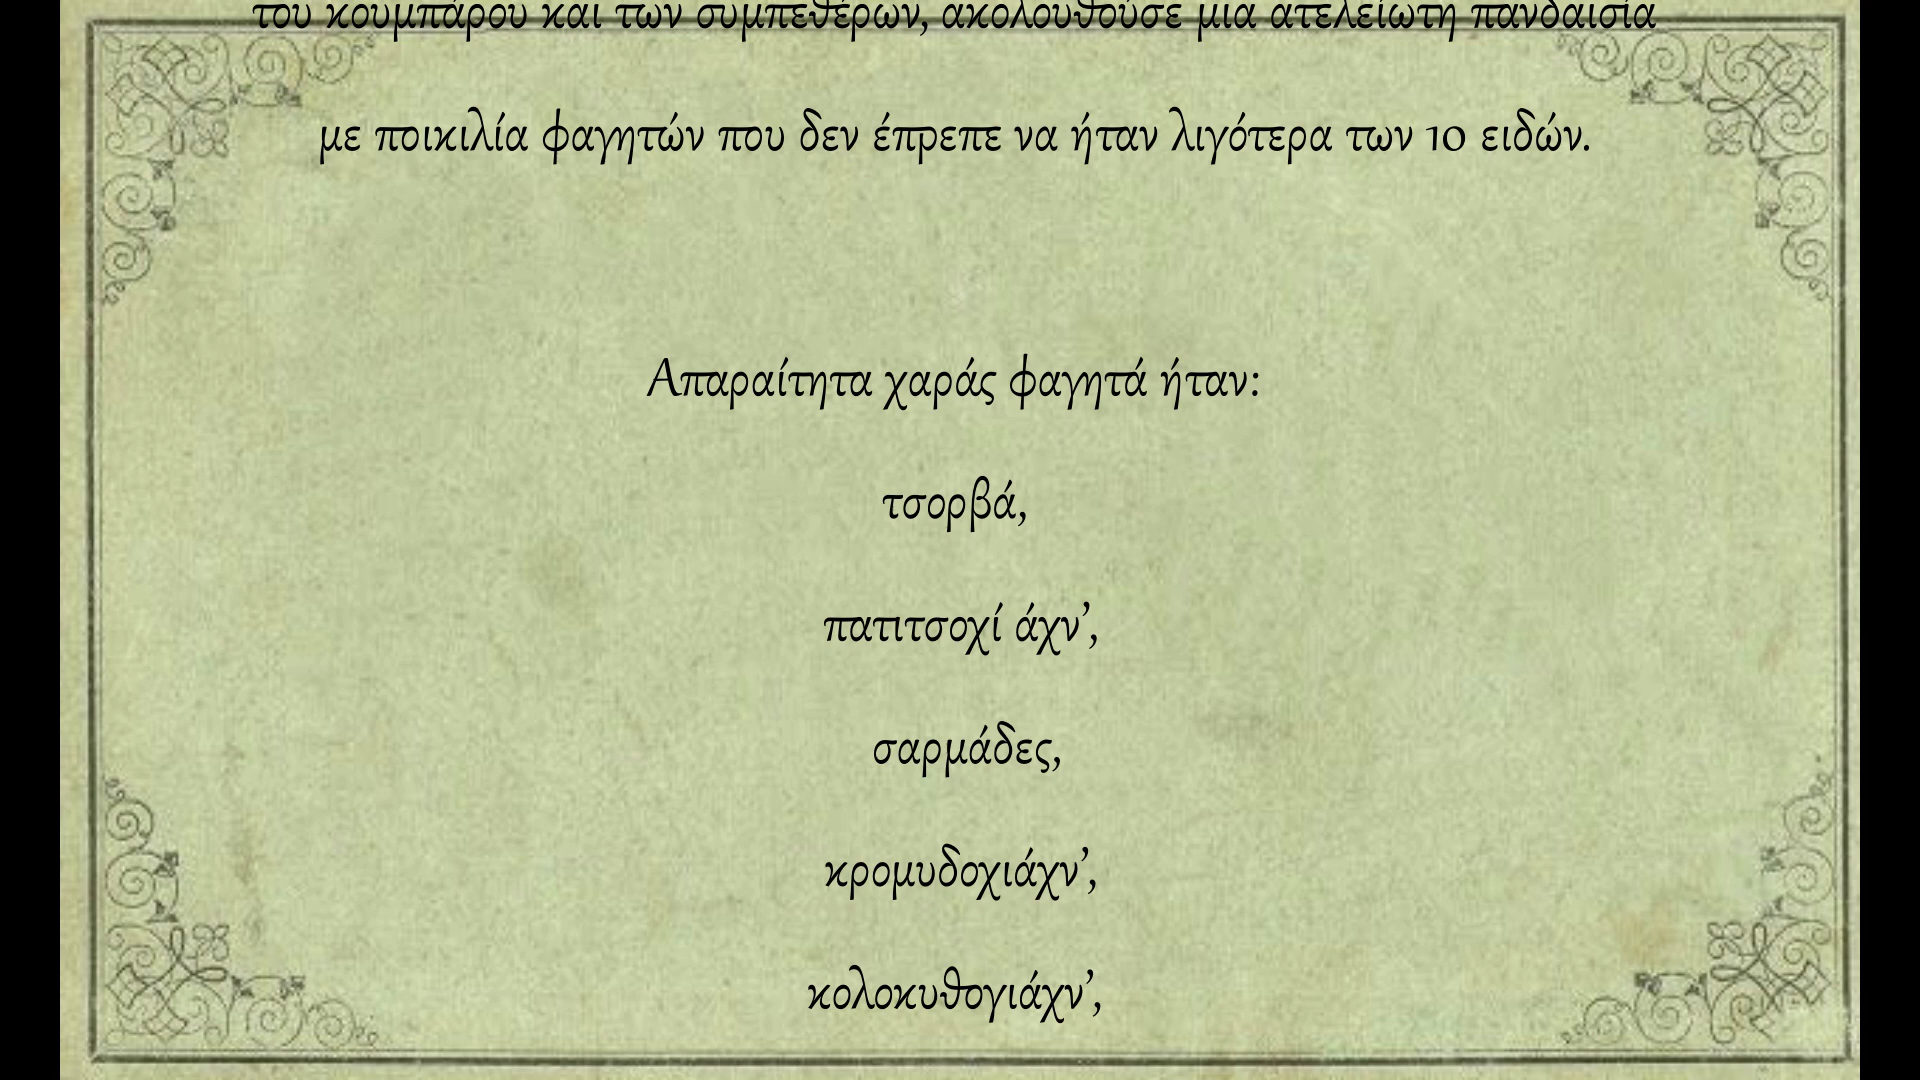 του κουμπάρου και των συμπεθέρων, ακολουθούσε μια ατελείωτη πανδαισία
με ποικιλία φαγητών που δεν έπρεπε να ήταν λιγότερα των 10 ειδών.
Απαραίτητα χαράς φαγητά ήταν:
τσορβά,
πατιτσοχί άχν’,
σαρμάδες,
κρομυδοχιάχν’,
κολοκυθογιάχν’,